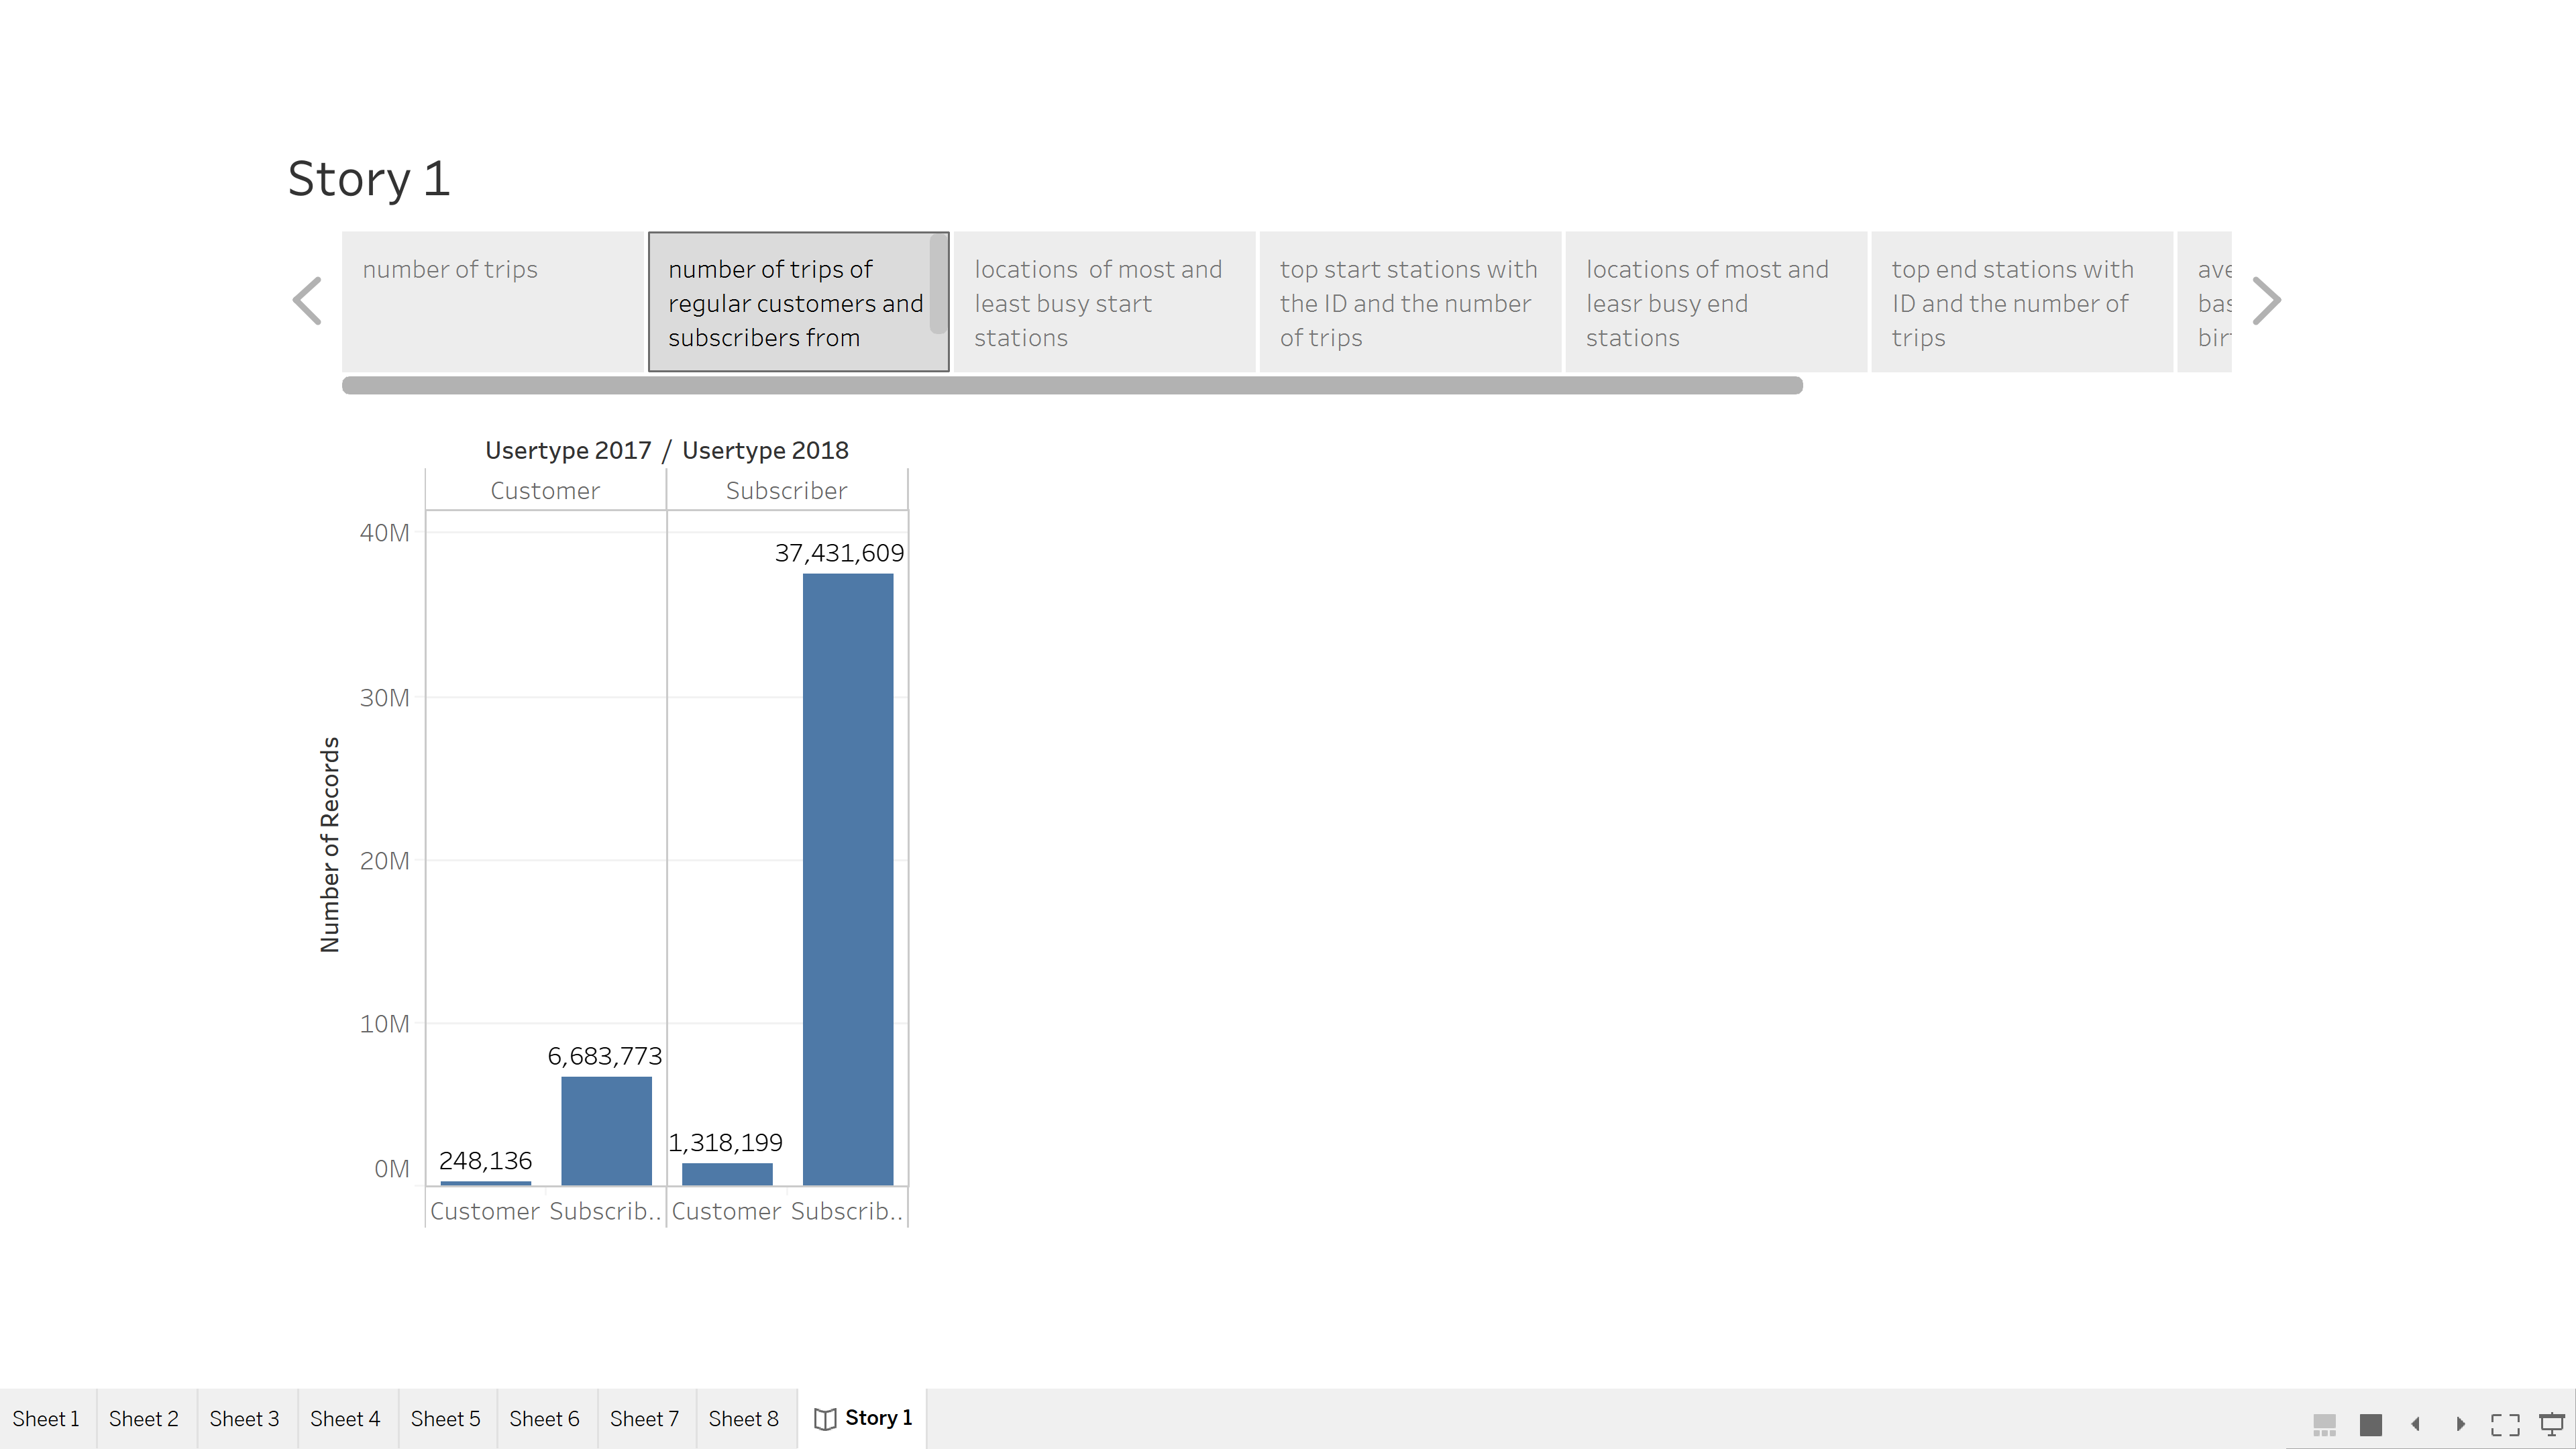 Story 1
number of trips
number of trips of
regular customers and
subscribers from
locations  of most and
least busy start
stations
top start stations with
the ID and the number
of trips
locations of most and
leasr busy end
stations
top end stations with
ID and the number of
trips
Usertype 2017 / Usertype 2018
Customer Subscriber
40M
37,431,609
30M
Number of Records
20M
10M
6,683,773
1,318,199
248,136
0M
Customer Subscrib.. Customer Subscrib..
Sheet 1 Sheet 2 Sheet 3 Sheet 4 Sheet 5 Sheet 6 Sheet 7 Sheet 8 Story 1